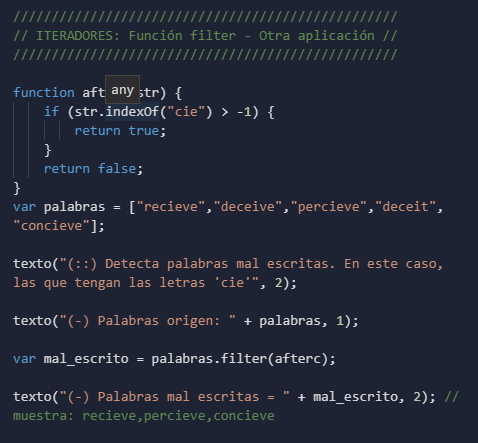 //////////////////////////////////////////////////
// ITERADORES: Función filter - Otra aplicación //
//////////////////////////////////////////////////
function aft any str) {
if (str.indexOf("cie") > -1) {
return true;
}
return false;
}
var palabras = ["recieve","deceive","percieve","deceit",
"concieve"];
texto("(::) Detecta palabras mal escritas. En este caso,
las que tengan las letras 'cie'", 2);
texto("(-) Palabras origen: " + palabras, 1);
var mal_escrito = palabras.filter(afterc);
texto("(-) Palabras mal escritas = " + mal_escrito, 2); //
muestra: recieve,percieve,concieve